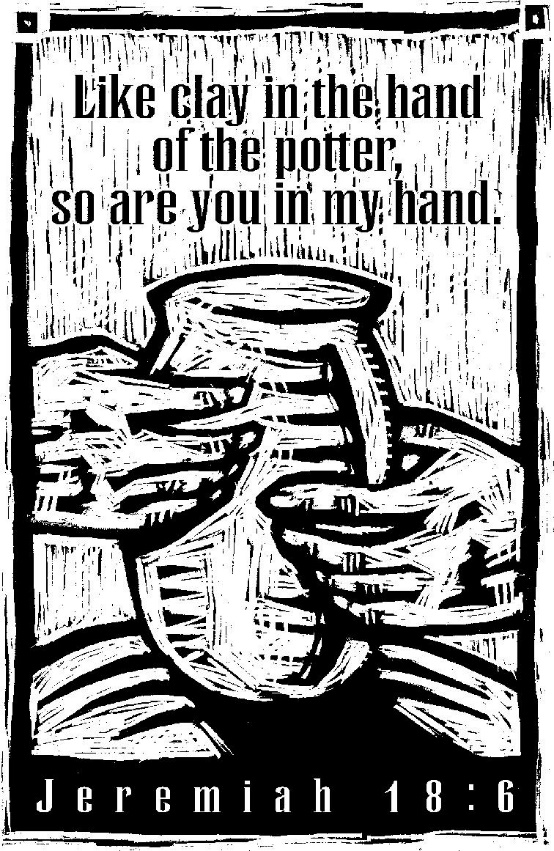 Like clay in the hand
of the potter,
so are you in my hand.
Jeremiah 18:6